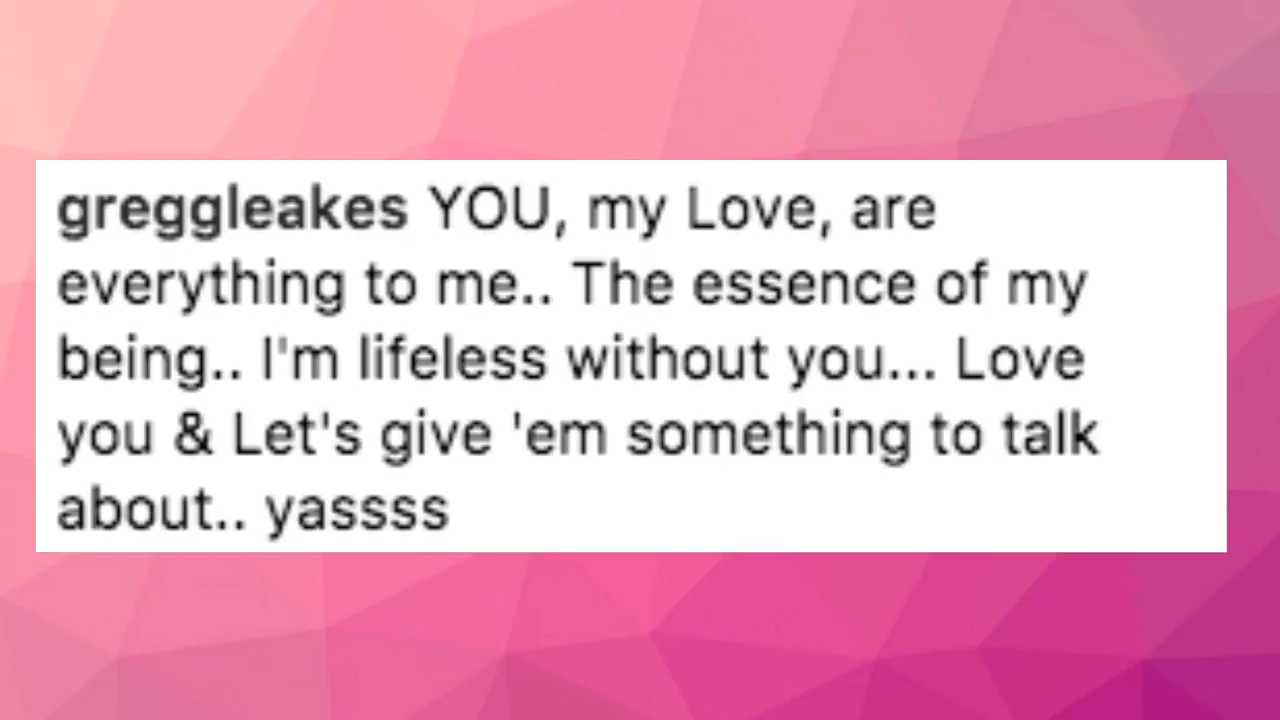 greggleakes YOU, my Love, are
everything to me.. The essence of my
being.. I'm lifeless without you... Love
you & Let's give 'em something to talk
about.. yassss